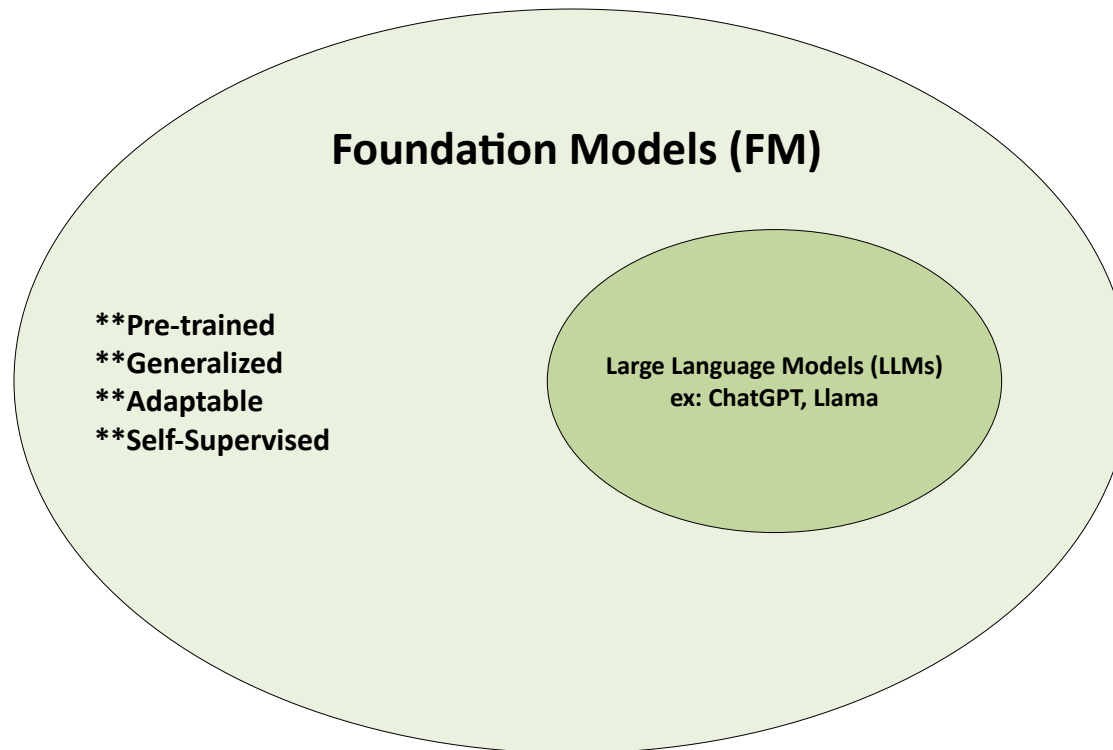 Foundation Models (FM)
**Pre-trained
**Generalized
**Adaptable
**Self-Supervised
Large Language Models (LLMs)
ex: ChatGPT, Llama